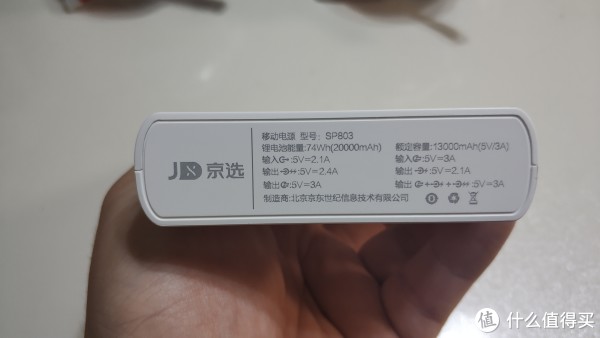 JD 京选
移动电源 型号: SP803
锂电池能量:74Wh(20000mAh) 额定容量:13000mAh(5V/3A)
输入 :5V=2.1A 输入 :5V=3A
输出 :5V=2.4A 输出 :5V=2.1A
输出 :5V=3A 输出 + + :5V=3A
制造商:北京京东世纪信息技术有限公司
值 什么值得买